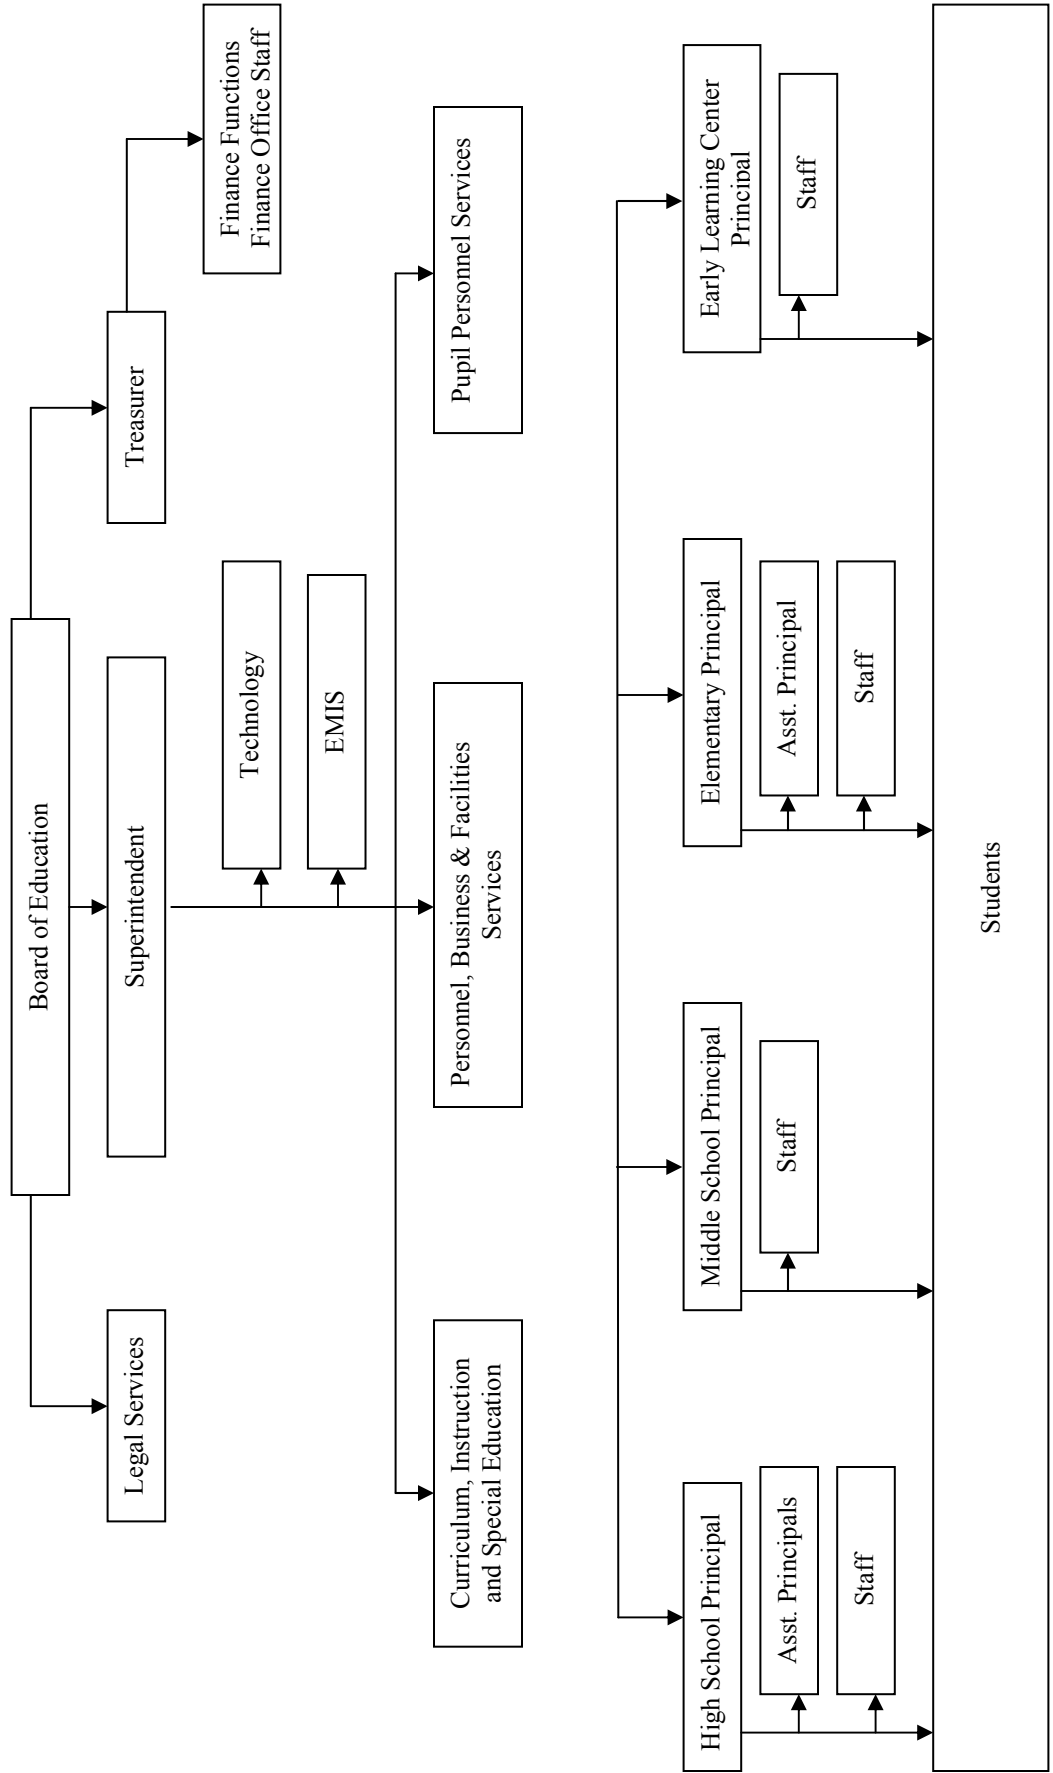 Board of Education
Legal Services
Superintendent
Treasurer
Finance Functions
Finance Office Staff
Technology
EMIS
Curriculum, Instruction
and Special Education
Personnel, Business & Facilities
Services
Pupil Personnel Services
High School Principal
Asst. Principals
Staff
Middle School Principal
Staff
Elementary Principal
Asst. Principal
Staff
Early Learning Center
Principal
Staff
Students